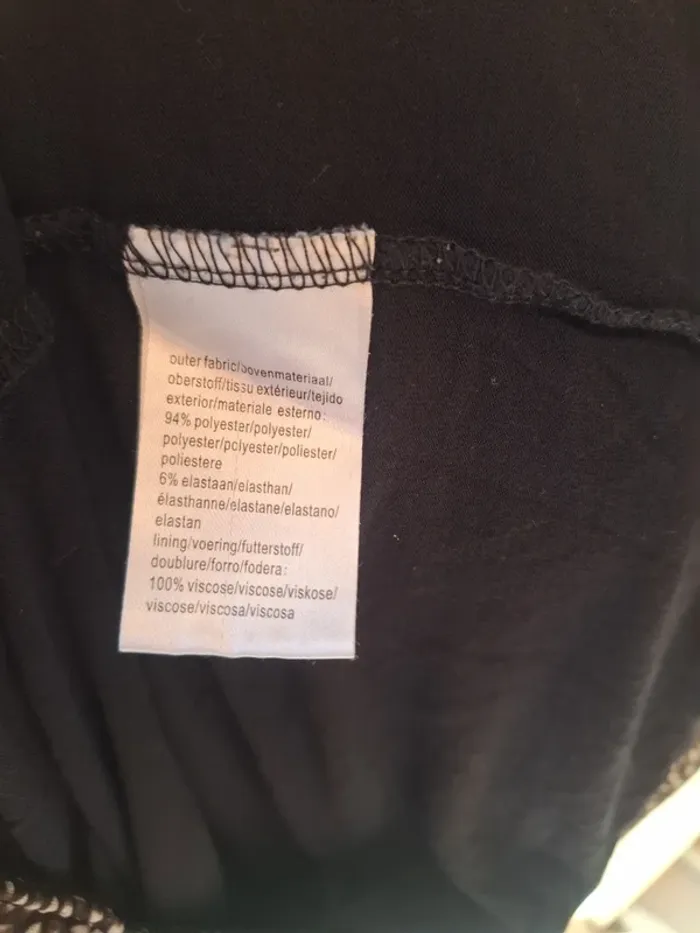 outer fabric/bovenmateriaal/
oberstoff/tissu extérieur/tejido
exterior/materiale esterno:
94% polyester/polyester/
polyester/polyester/poliester/
poliestere
6% elastaan/elasthan/
élasthanne/elastane/elastano/
elastan
lining/voering/futterstoff/
doublure/forro/fodera:
100% viscose/viscose/viskose/
viscose/viscosa/viscosa